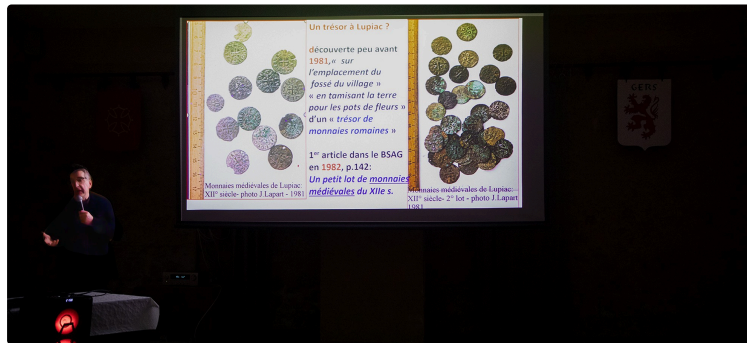 Un trésor à Lupiac ?
découverte peu avant
1981,« sur
l'emplacement du
fossé du village »
« en tamisant la terre
pour les pots de fleurs »
d'un « trésor de
monnaies romaines »
1er article dans le BSAG
en 1982, p.142:
Un petit lot de monnaies
médiévales du XIIe s.
Monnaies médiévales de Lupiac:
XII° siècle- photo J.Lapart - 1981
Monnaies médiévales de Lupiac:
XII° siècle- 2° lot - photo J.Lapart
1981
GERS